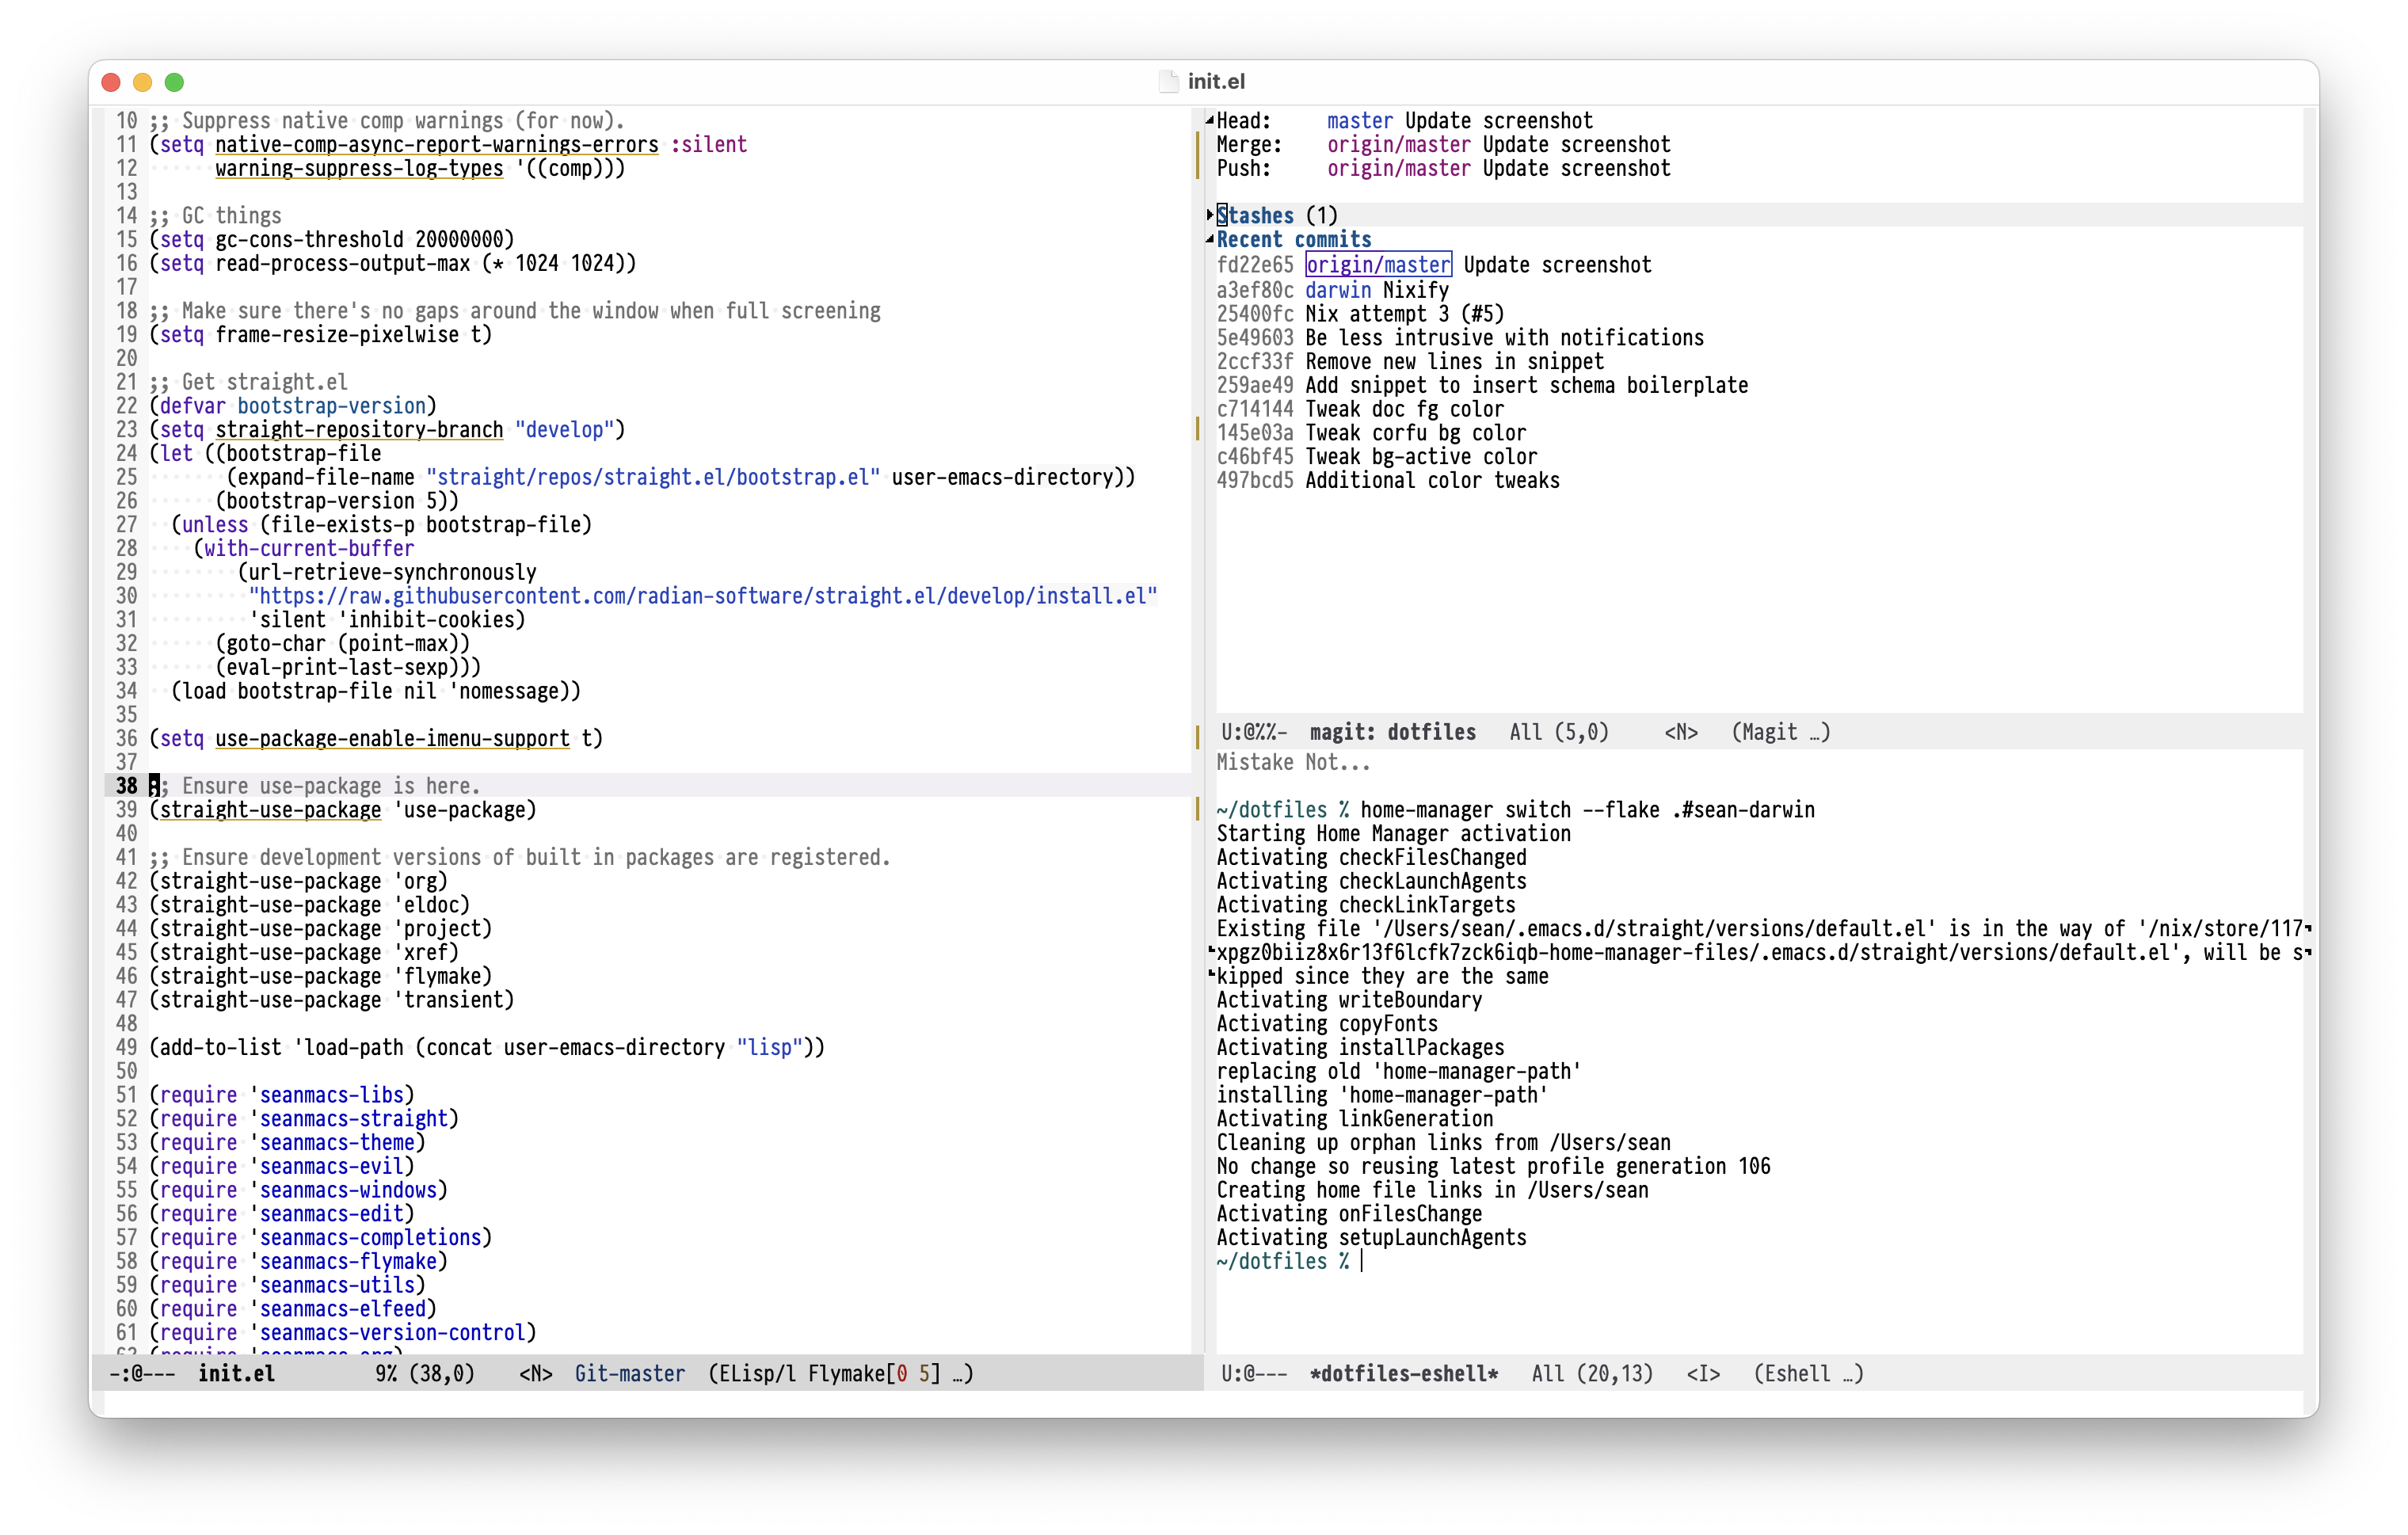 init.el
10 ;; Suppress native comp warnings (for now).
11 (setq native-comp-async-report-warnings-errors :silent
12       warning-suppress-log-types '((comp)))
13
14 ;; GC things
15 (setq gc-cons-threshold 20000000)
16 (setq read-process-output-max (* 1024 1024))
17
18 ;; Make sure there's no gaps around the window when full screening
19 (setq frame-resize-pixelwise t)
20
21 ;; Get straight.el
22 (defvar bootstrap-version)
23 (setq straight-repository-branch "develop")
24 (let ((bootstrap-file
25        (expand-file-name "straight/repos/straight.el/bootstrap.el" user-emacs-directory))
26       (bootstrap-version 5))
27   (unless (file-exists-p bootstrap-file)
28     (with-current-buffer
29         (url-retrieve-synchronously
30          "https://raw.githubusercontent.com/radian-software/straight.el/develop/install.el"
31          'silent 'inhibit-cookies)
32       (goto-char (point-max))
33       (eval-print-last-sexp)))
34   (load bootstrap-file nil 'nomessage))
35
36 (setq use-package-enable-imenu-support t)
37
38 ;; Ensure use-package is here.
39 (straight-use-package 'use-package)
40
41 ;; Ensure development versions of built in packages are registered.
42 (straight-use-package 'org)
43 (straight-use-package 'eldoc)
44 (straight-use-package 'project)
45 (straight-use-package 'xref)
46 (straight-use-package 'flymake)
47 (straight-use-package 'transient)
48
49 (add-to-list 'load-path (concat user-emacs-directory "lisp"))
50
51 (require 'seanmacs-libs)
52 (require 'seanmacs-straight)
53 (require 'seanmacs-theme)
54 (require 'seanmacs-evil)
55 (require 'seanmacs-windows)
56 (require 'seanmacs-edit)
57 (require 'seanmacs-completions)
58 (require 'seanmacs-flymake)
59 (require 'seanmacs-utils)
60 (require 'seanmacs-elfeed)
61 (require 'seanmacs-version-control)
-:@---  init.el         9% (38,0)    <N>  Git-master  (ELisp/l Flymake[0 5] …)
Head:     master Update screenshot
Merge:    origin/master Update screenshot
Push:     origin/master Update screenshot
Stashes (1)
Recent commits
fd22e65 origin/master Update screenshot
a3ef80c darwin Nixify
25400fc Nix attempt 3 (#5)
5e49603 Be less intrusive with notifications
2ccf33f Remove new lines in snippet
259ae49 Add snippet to insert schema boilerplate
c714144 Tweak doc fg color
145e03a Tweak corfu bg color
c46bf45 Tweak bg-active color
497bcd5 Additional color tweaks
U:@%%-  magit: dotfiles   All (5,0)     <N>   (Magit …)
Mistake Not...
~/dotfiles % home-manager switch --flake .#sean-darwin
Starting Home Manager activation
Activating checkFilesChanged
Activating checkLaunchAgents
Activating checkLinkTargets
Existing file '/Users/sean/.emacs.d/straight/versions/default.el' is in the way of '/nix/store/117
xpgz0biiz8x6r13f6lcfk7zck6iqb-home-manager-files/.emacs.d/straight/versions/default.el', will be s
kipped since they are the same
Activating writeBoundary
Activating copyFonts
Activating installPackages
replacing old 'home-manager-path'
installing 'home-manager-path'
Activating linkGeneration
Cleaning up orphan links from /Users/sean
No change so reusing latest profile generation 106
Creating home file links in /Users/sean
Activating onFilesChange
Activating setupLaunchAgents
~/dotfiles %
U:@---  *dotfiles-eshell*   All (20,13)   <I>   (Eshell …)